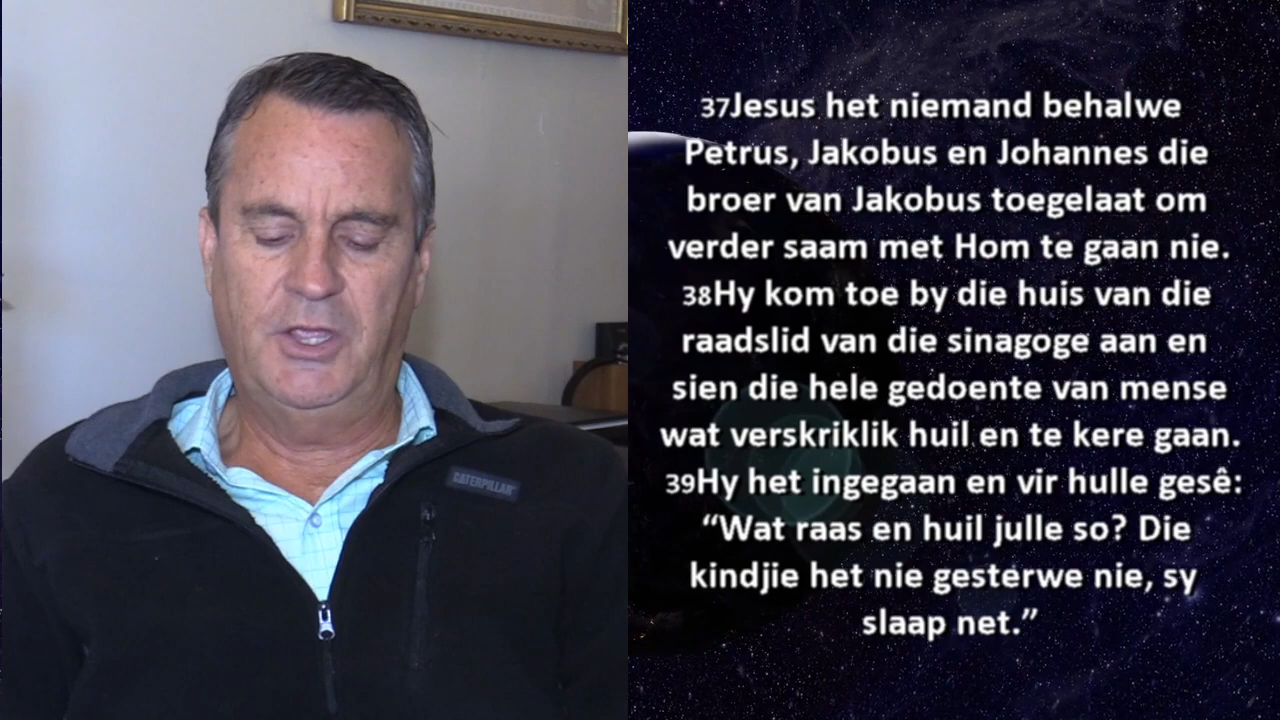 37Jesus het niemand behalwe
Petrus, Jakobus en Johannes die
broer van Jakobus toegelaat om
verder saam met Hom te gaan nie.
38Hy kom toe by die huis van die
raadslid van die sinagoge aan en
sien die hele gedoente van mense
wat verskriklik huil en te kere gaan.
39Hy het ingegaan en vir hulle gesê:
“Wat raas en huil julle so? Die
kindjie het nie gesterwe nie, sy
slaap net.”
CATERPILLAR